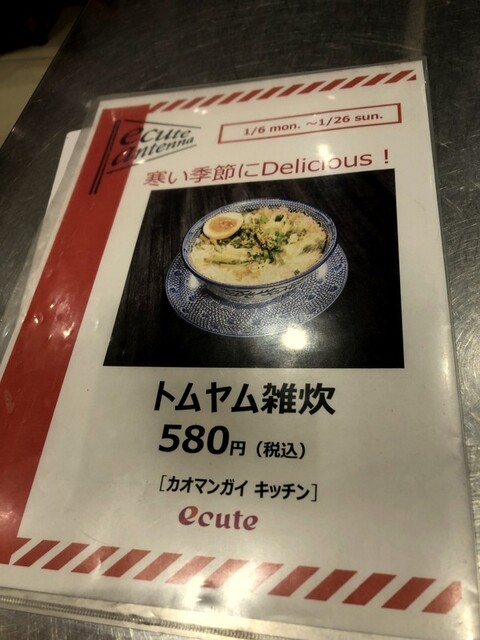 ecute
antenna
1/6 mon. ～1/26 sun.
寒い季節にDelicious！
トムヤム雑炊
580円（税込）
［カオマンガイ キッチン］
ecute